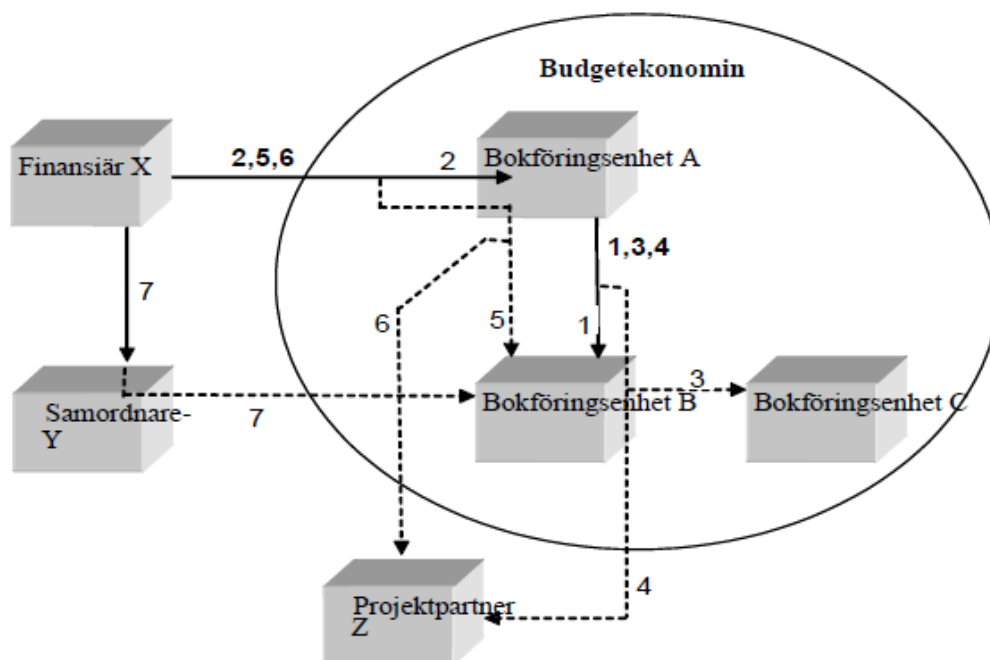 Budgetekonomin
Finansiär X
2,5,6
2
Bokföringsenhet A
1,3,4
7
6
5
1
Samordnare-
Y
7
Bokföringsenhet B
3
Bokföringsenhet C
Projektpartner
Z
4